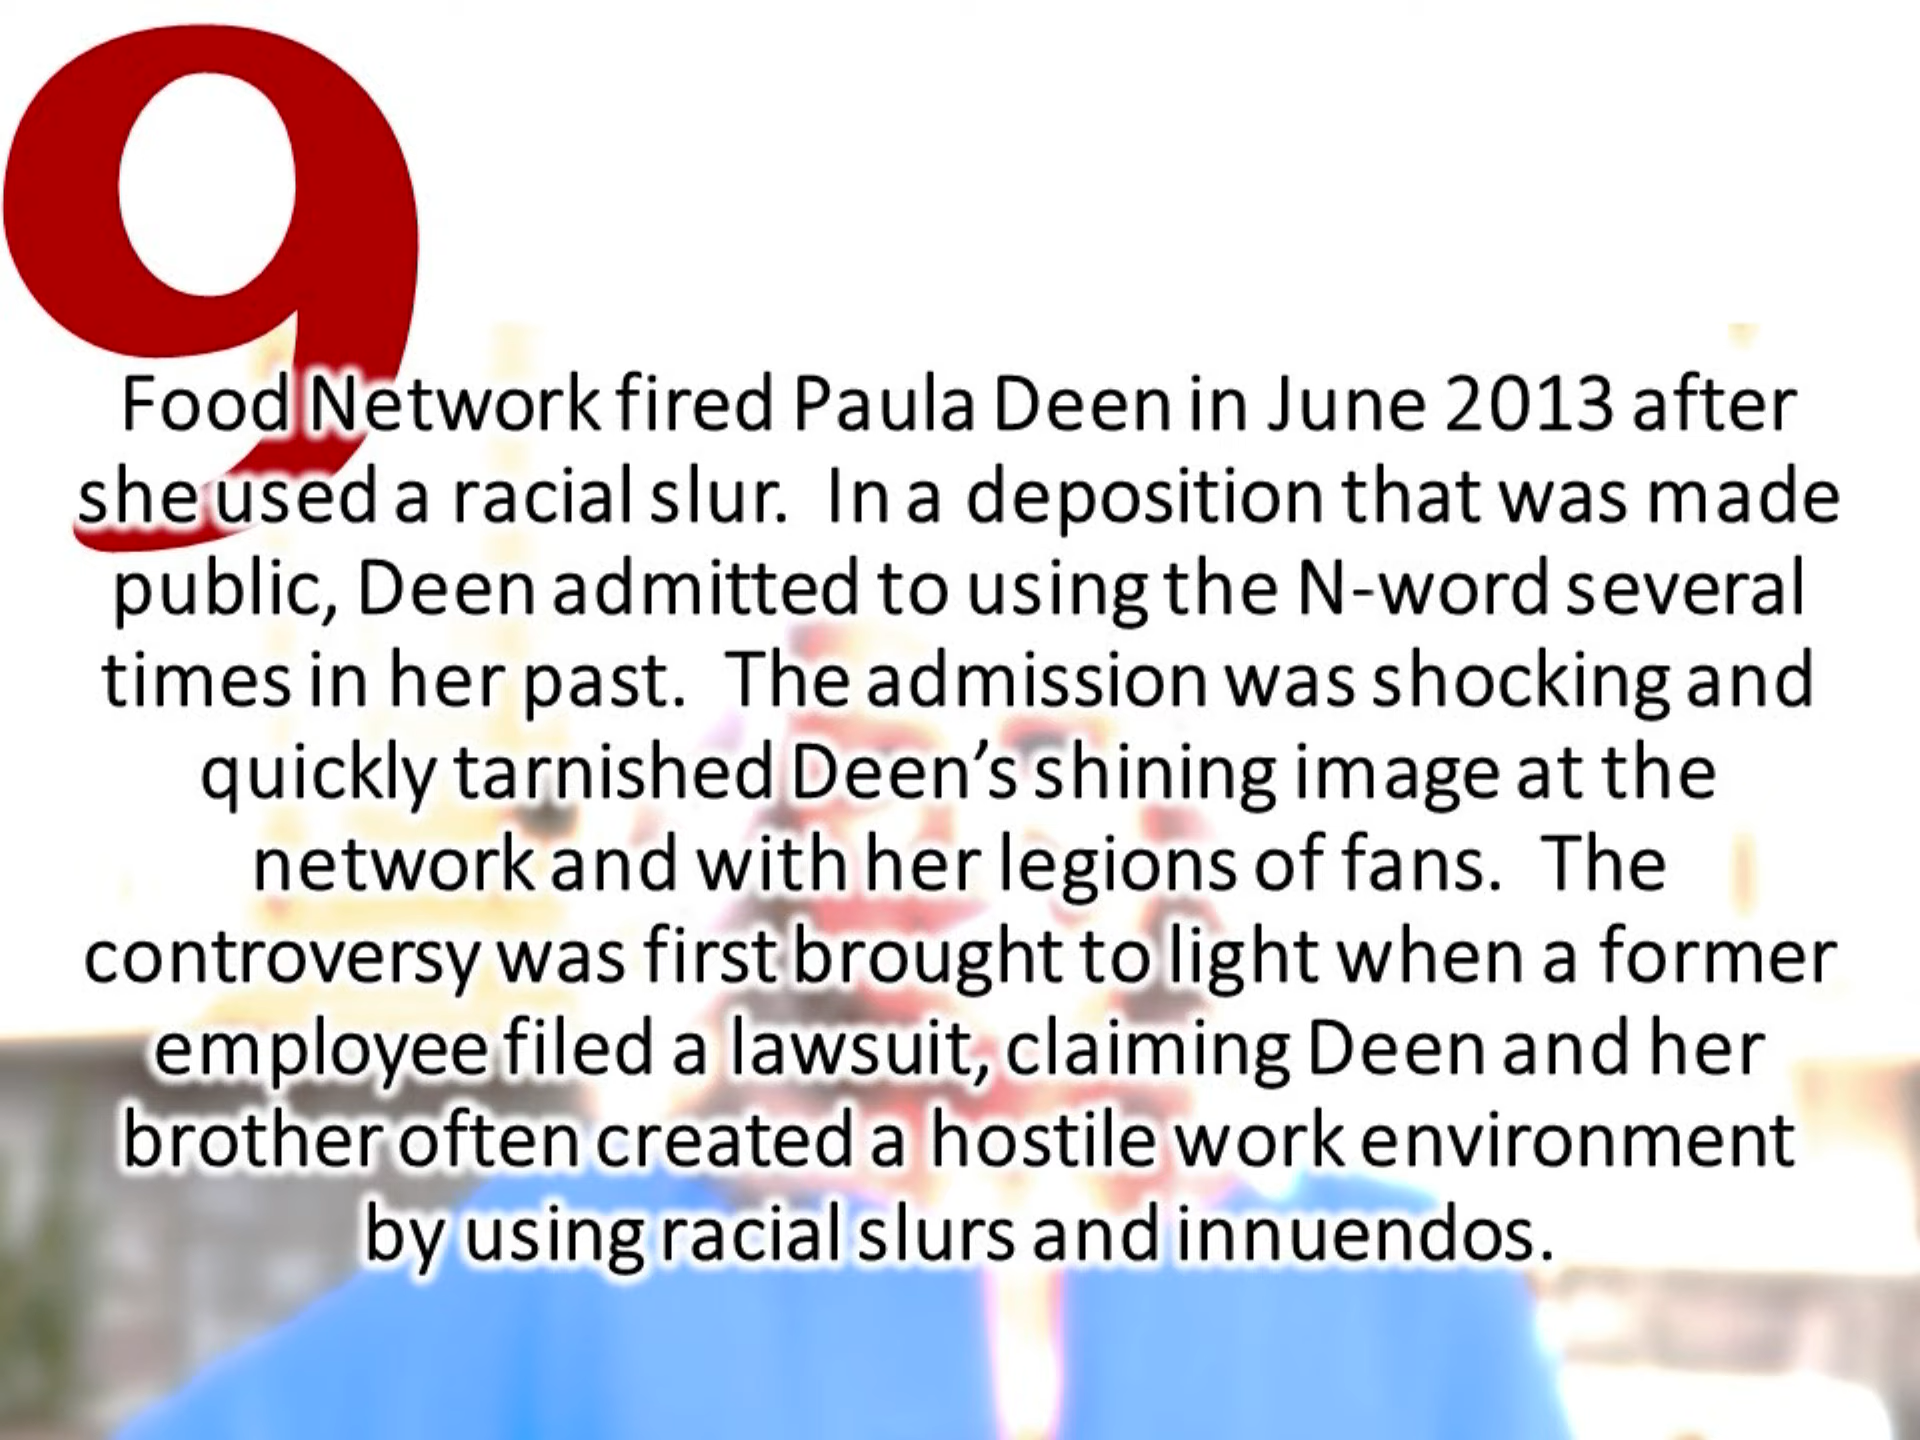 9
Food Network fired Paula Deen in June 2013 after
she used a racial slur.  In a deposition that was made
public, Deen admitted to using the N-word several
times in her past.  The admission was shocking and
quickly tarnished Deen’s shining image at the
network and with her legions of fans.  The
controversy was first brought to light when a former
employee filed a lawsuit, claiming Deen and her
brother often created a hostile work environment
by using racial slurs and innuendos.